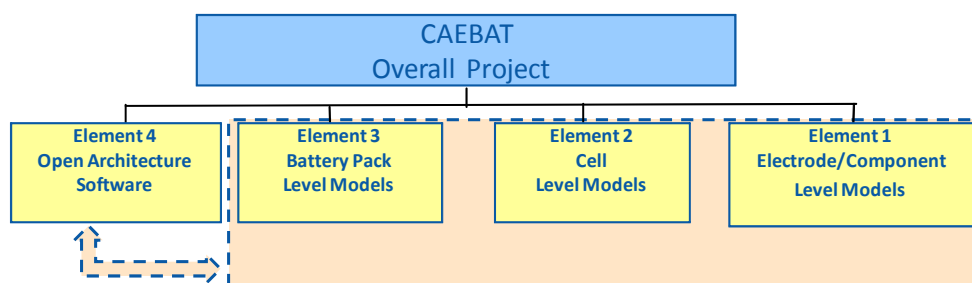 CAEBAT
Overall Project
Element 4
Open Architecture
Software
Element 3
Battery Pack
Level Models
Element 2
Cell
Level Models
Element 1
Electrode/Component
Level Models